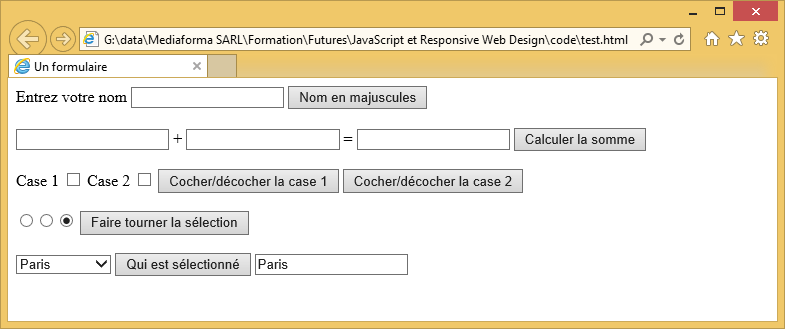 G:\data\Mediaforma SARL\Formation\Futures\JavaScript et Responsive Web Design\code\test.html
Un formulaire
Entrez votre nom Nom en majuscules
+ = Calculer la somme
Case 1 Case 2 Cocher/décocher la case 1 Cocher/décocher la case 2
Faire tourner la sélection
Paris Qui est sélectionné Paris